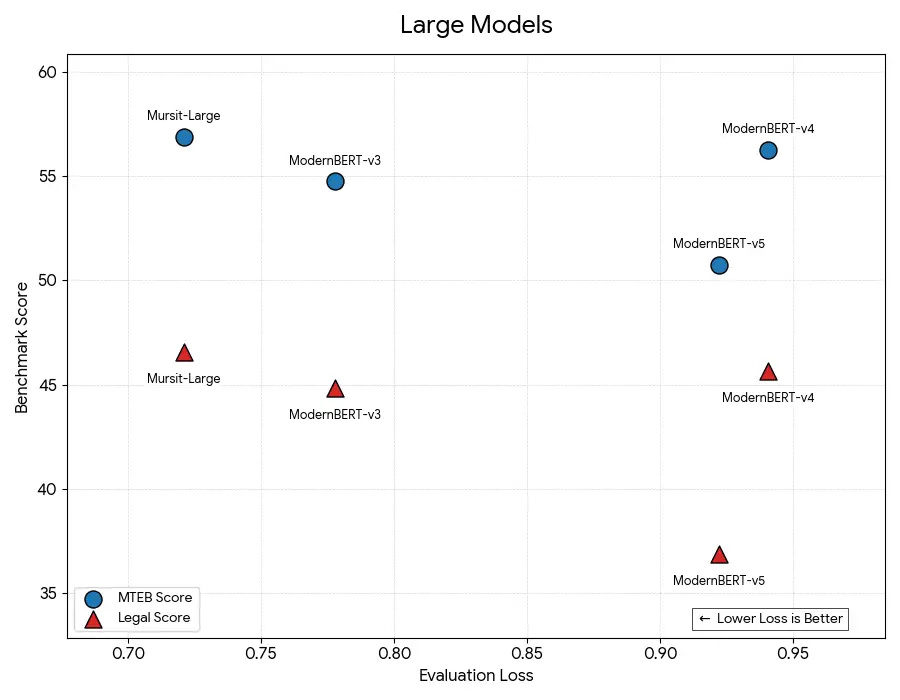 Large Models
60
55
50
45
40
35
Benchmark Score
Mursit-Large
ModernBERT-v3
ModernBERT-v4
ModernBERT-v5
Mursit-Large
ModernBERT-v3
ModernBERT-v4
ModernBERT-v5
MTEB Score
Legal Score
← Lower Loss is Better
0.70 0.75 0.80 0.85 0.90 0.95
Evaluation Loss